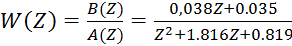 W(Z) = B(Z)/A(Z) = (0,038Z+0.035)/(Z²+1.816Z+0.819)